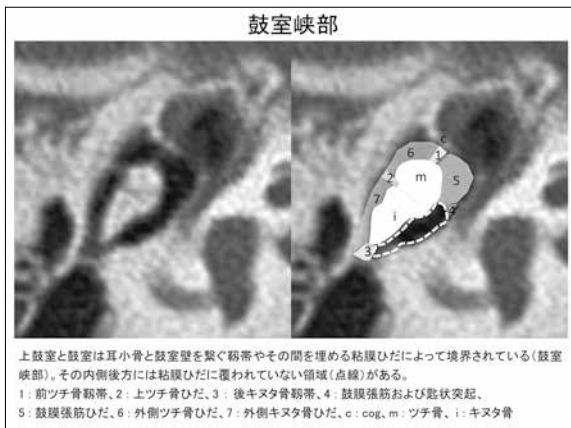 鼓室峡部
c
6
1
2
m
5
7
4
i
3
上鼓室と鼓室は耳小骨と鼓室壁を繋ぐ靭帯やその間を埋める粘膜ひだによって境界されている(鼓室
峡部)。その内側後方には粘膜ひだに覆われていない領域(点線)がある。
1：前ツチ骨靭帯、2：上ツチ骨ひだ、3：後キヌタ骨靭帯、4：鼓膜張筋および匙状突起、
5：鼓膜張筋ひだ、6：外側ツチ骨ひだ、7：外側キヌタ骨ひだ、c：cog、m：ツチ骨、i：キヌタ骨